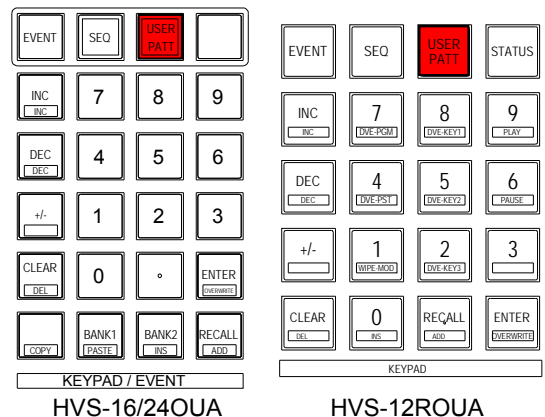 EVENT SEQ USER PATT
INC INC 7 8 9
DEC DEC 4 5 6
+/- 1 2 3
CLEAR DEL 0 . ENTER OVERWRITE
COPY BANK1 PASTE BANK2 INS RECALL ADD
KEYPAD / EVENT
HVS-16/24OUA
EVENT SEQ USER PATT STATUS
INC INC 7 DVE-PGM 8 DVE-KEY1 9 PLAY
DEC DEC 4 DVE-PST 5 DVE-KEY2 6 PAUSE
+/- 1 WIPE-MOD 2 DVE-KEY3 3
CLEAR DEL 0 INS RECALL ADD ENTER OVERWRITE
KEYPAD
HVS-12ROUA